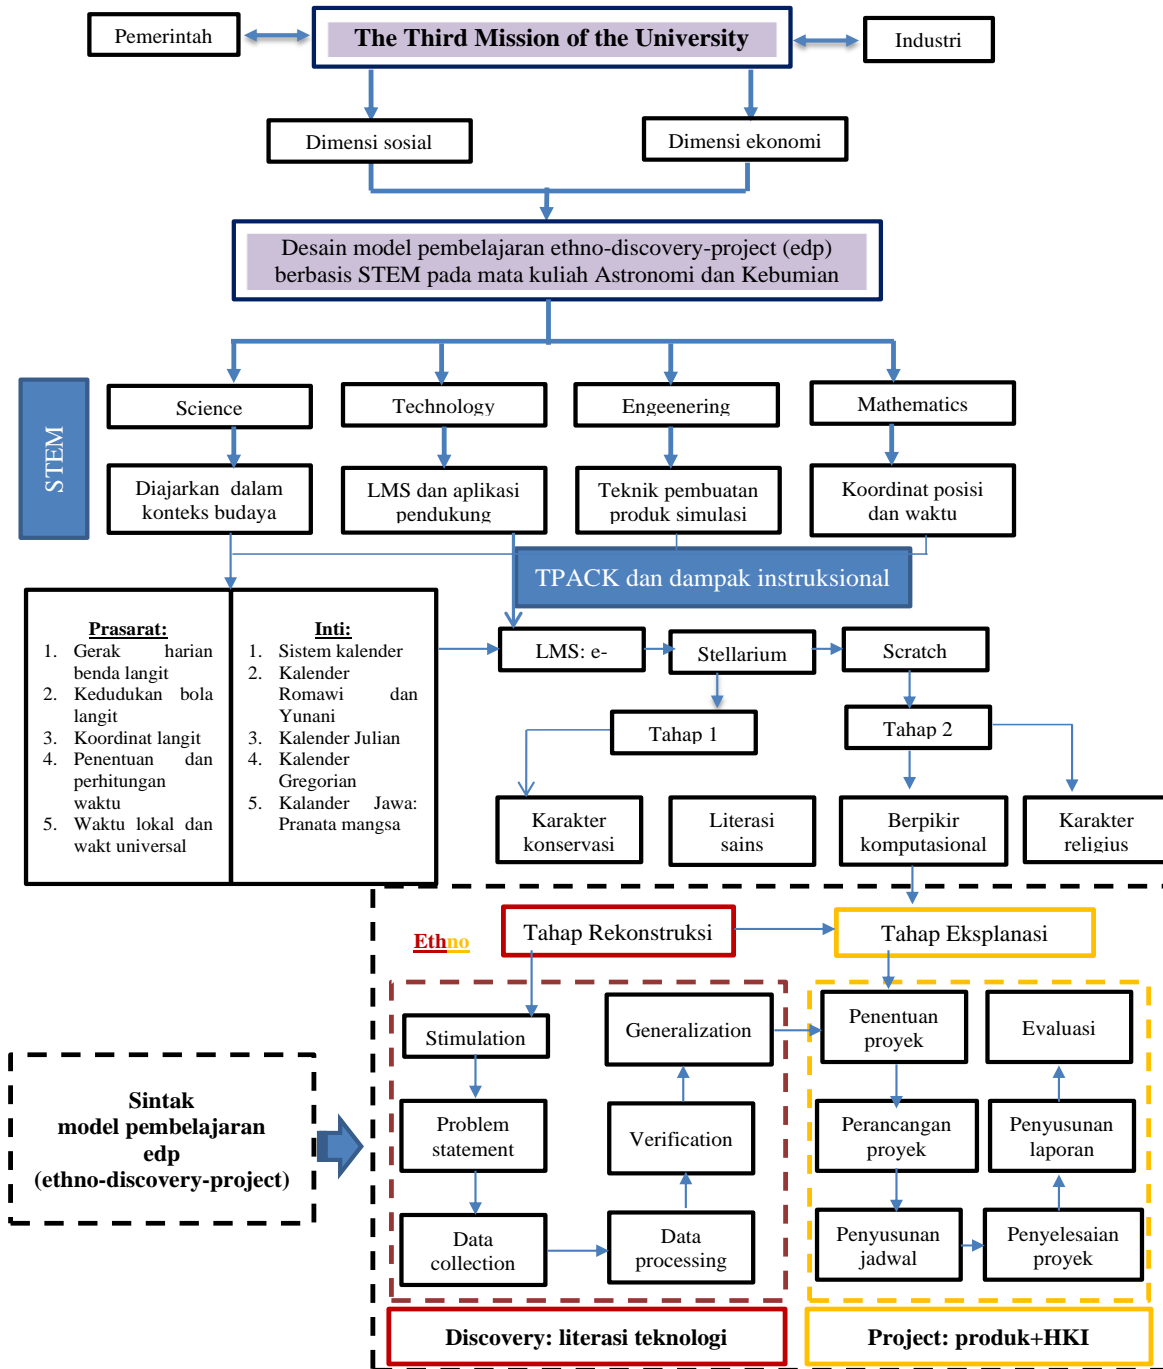 Pemerintah
The Third Mission of the University
Industri
Dimensi sosial
Dimensi ekonomi
Desain model pembelajaran ethno-discovery-project (edp)
berbasis STEM pada mata kuliah Astronomi dan Kebumian
STEM
Science
Technology
Engeenering
Mathematics
Diajarkan dalam
konteks budaya
LMS dan aplikasi
pendukung
Teknik pembuatan
produk simulasi
Koordinat posisi
dan waktu
TPACK dan dampak instruksional
Prasarat:
1. Gerak harian
benda langit
2. Kedudukan bola
langit
3. Koordinat langit
4. Penentuan dan
perhitungan
waktu
5. Waktu lokal dan
wakt universal
Inti:
1. Sistem kalender
2. Kalender
Romawi dan
Yunani
3. Kalender Julian
4. Kalender
Gregorian
5. Kalander Jawa:
Pranata mangsa
LMS: e-
Stellarium
Scratch
Tahap 1
Tahap 2
Karakter
konservasi
Literasi
sains
Berpikir
komputasional
Karakter
religius
Ethno
Tahap Rekonstruksi
Tahap Eksplanasi
Stimulation
Generalization
Penentuan
proyek
Evaluasi
Sintak
model pembelajaran
edp
(ethno-discovery-project)
Problem
statement
Verification
Perancangan
proyek
Penyusunan
laporan
Data
collection
Data
processing
Penyusunan
jadwal
Penyelesaian
proyek
Discovery: literasi teknologi
Project: produk+HKI